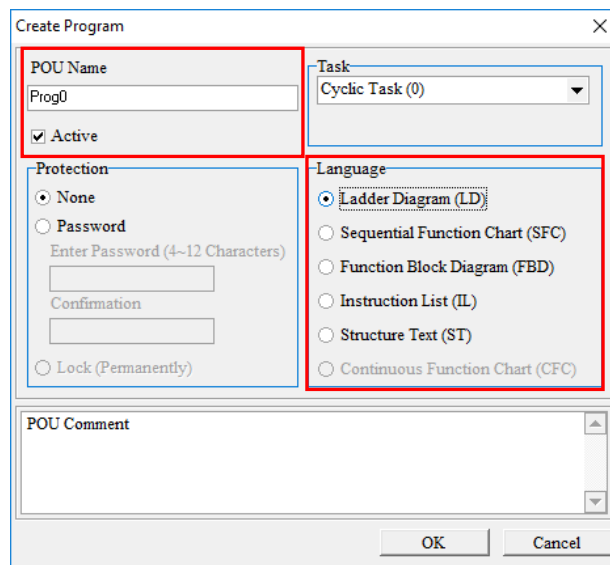 Create Program
POU Name
Prog0
Active
Task
Cyclic Task (0)
Protection
None
Password
Enter Password (4~12 Characters)
Confirmation
Lock (Permanently)
Language
Ladder Diagram (LD)
Sequential Function Chart (SFC)
Function Block Diagram (FBD)
Instruction List (IL)
Structure Text (ST)
Continuous Function Chart (CFC)
POU Comment
OK
Cancel